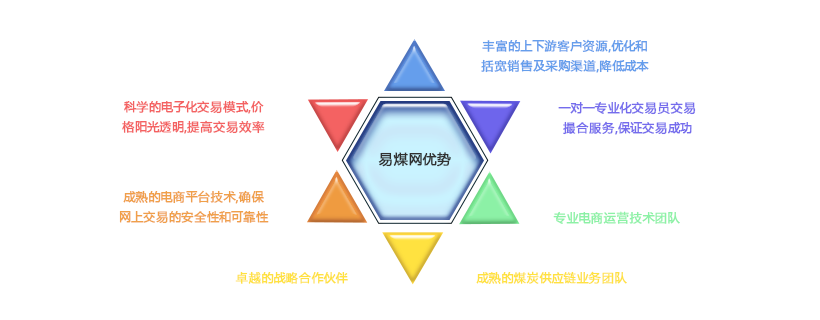 丰富的上下游客户资源,优化和
括宽销售及采购渠道,降低成本
科学的电子化交易模式,价
格阳光透明,提高交易效率
一对一专业化交易员交易
撮合服务,保证交易成功
易煤网优势
成熟的电商平台技术,确保
网上交易的安全性和可靠性
专业电商运营技术团队
卓越的战略合作伙伴
成熟的煤炭供应链业务团队